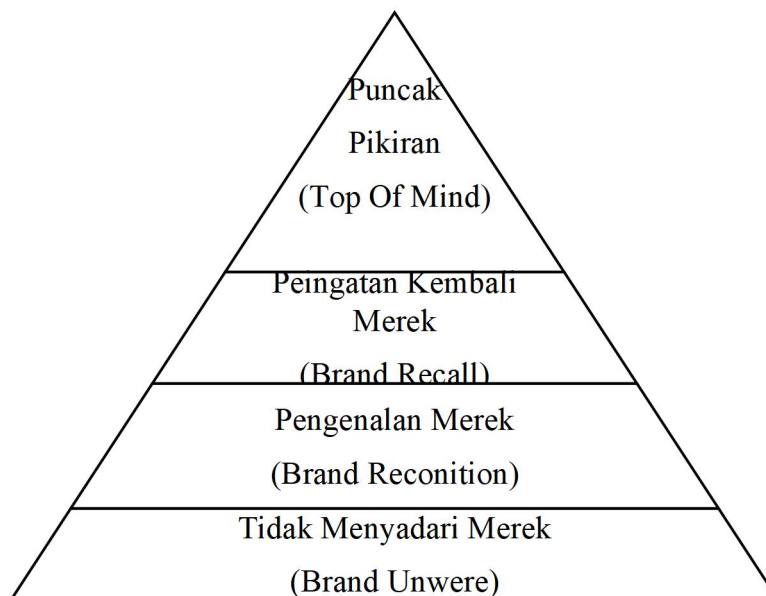 Puncak
Pikiran
(Top Of Mind)
Peingatan Kembali
Merek
(Brand Recall)
Pengenalan Merek
(Brand Reconition)
Tidak Menyadari Merek
(Brand Unwere)